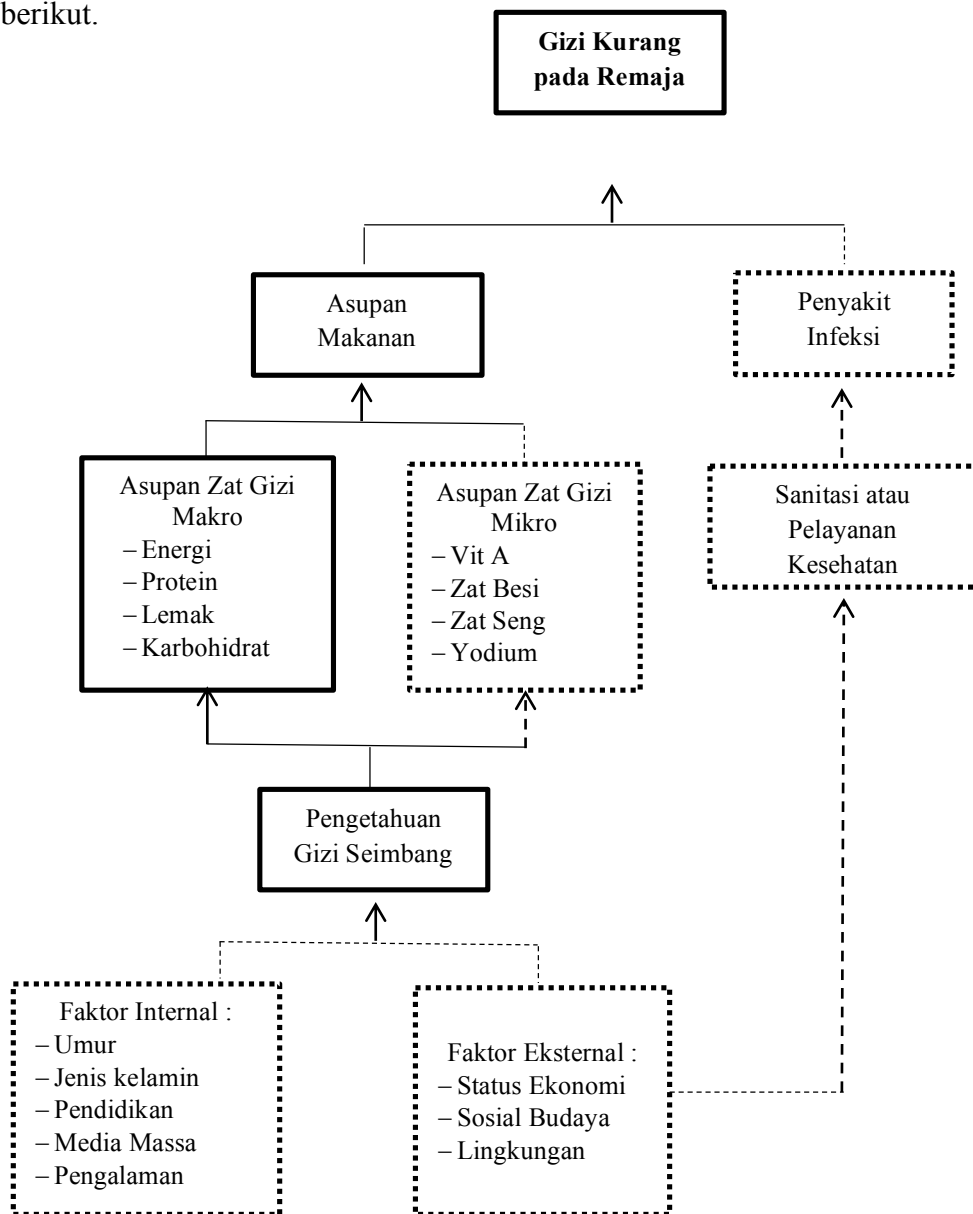 berikut.
Gizi Kurang
pada Remaja
Asupan
Makanan
Penyakit
Infeksi
Asupan Zat Gizi
Makro
– Energi
– Protein
– Lemak
– Karbohidrat
Asupan Zat Gizi
Mikro
– Vit A
– Zat Besi
– Zat Seng
– Yodium
Sanitasi atau
Pelayanan
Kesehatan
Pengetahuan
Gizi Seimbang
Faktor Internal :
– Umur
– Jenis kelamin
– Pendidikan
– Media Massa
– Pengalaman
Faktor Eksternal :
– Status Ekonomi
– Sosial Budaya
– Lingkungan